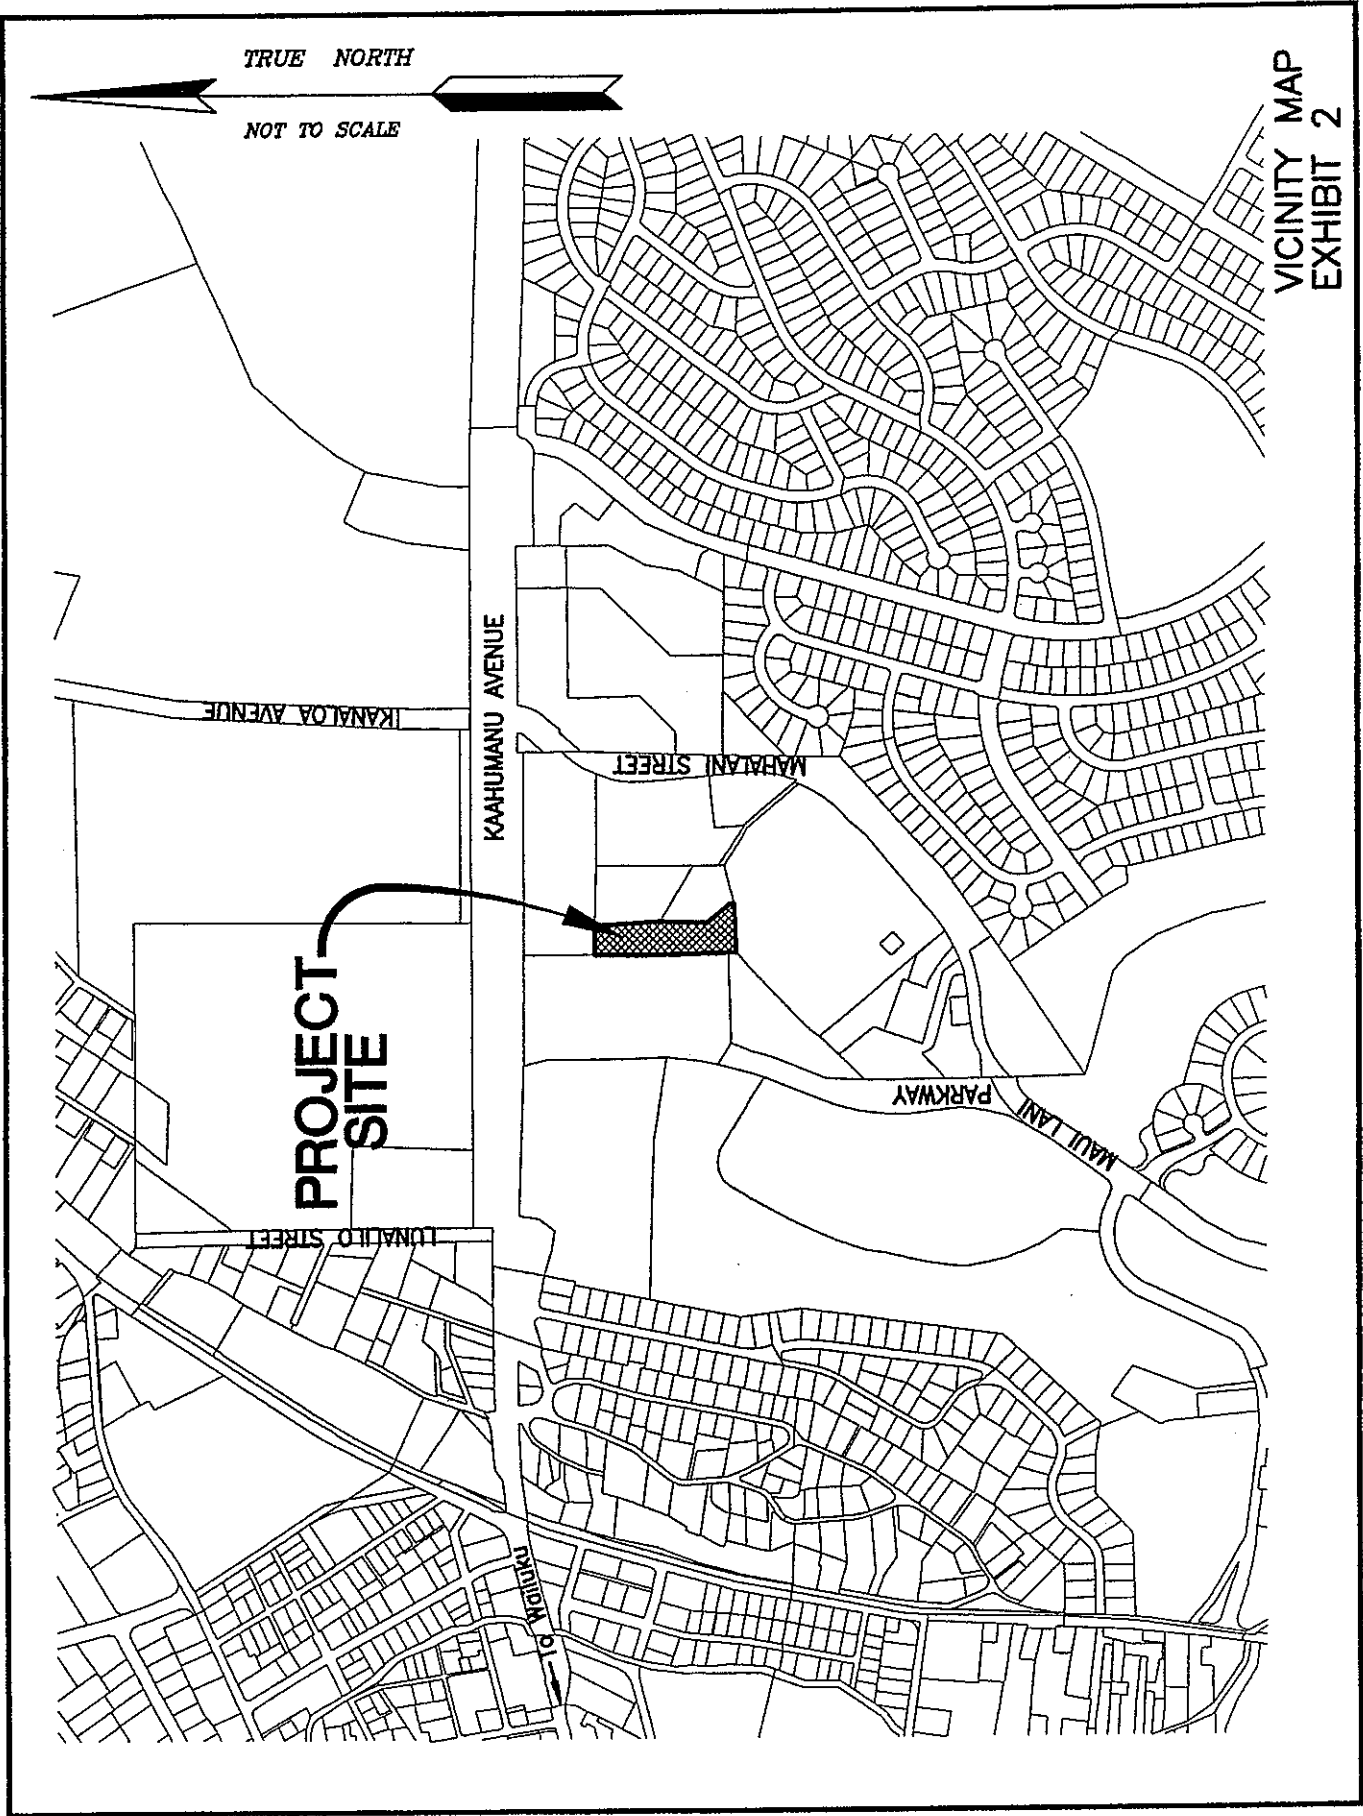 TRUE NORTH
NOT TO SCALE
VICINITY MAP
EXHIBIT 2
IKANALOA AVENUE
KAAHUMANU AVENUE
MAHALANI STREET
PROJECT
SITE
PARKWAY
MAUI LANI
LUNALILO STREET
To Wailuku